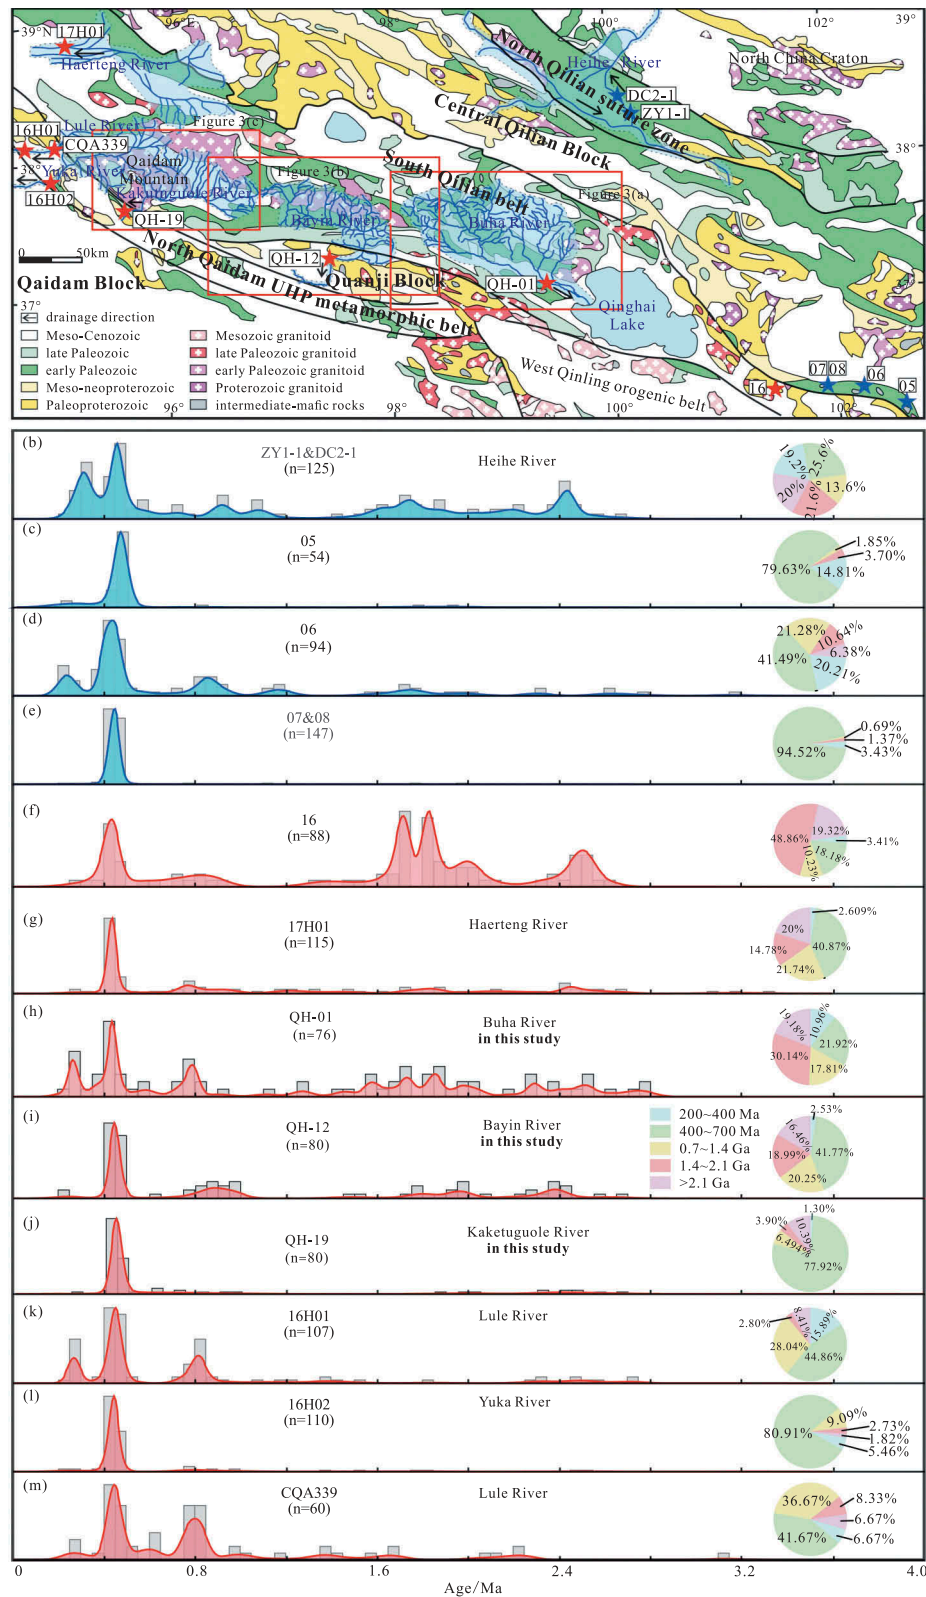 39°N
17H01
96°E
98°
100°
102°
39°
Haerteng River
North Qilian suture zone
Heihe River
North China Craton
DC2-1
ZY1-1
16H01
Lule River
Figure 3(c)
Central Qilian Block
CQA339
38°
Yuka River
Qaidam
Mountain
Kakutunguole River
Figure 3(b)
South Qilian belt
Figure 3(a)
38°
16H02
QH-19
Bayin River
Buha River
0 50km
North Qaidam UHP metamorphic belt
QH-12
Quanji Block
QH-01
37°
Qaidam Block
Qinghai
Lake
37°
drainage direction
Meso-Cenozoic
Mesozoic granitoid
late Paleozoic
late Paleozoic granitoid
early Paleozoic
early Paleozoic granitoid
Meso-neoproterozoic
Proterozoic granitoid
Paleoproterozoic
intermediate-mafic rocks
West Qinling orogenic belt
16
07
08
06
05
96°
98°
100°
102°
(b)
ZY1-1&DC2-1
(n=125)
Heihe River
19.2%
25.6%
13.6%
21.6%
20%
(c)
05
(n=54)
1.85%
3.70%
79.63%
14.81%
(d)
06
(n=94)
21.28%
10.64%
6.38%
41.49%
20.21%
(e)
07&08
(n=147)
0.69%
1.37%
94.52%
3.43%
(f)
16
(n=88)
48.86%
19.32%
3.41%
18.18%
10.23%
(g)
17H01
(n=115)
Haerteng River
2.609%
20%
40.87%
14.78%
21.74%
(h)
QH-01
(n=76)
Buha River
in this study
19.18%
10.96%
21.92%
30.14%
17.81%
(i)
QH-12
(n=80)
Bayin River
in this study
200~400 Ma
400~700 Ma
0.7~1.4 Ga
1.4~2.1 Ga
>2.1 Ga
2.53%
16.46%
41.77%
18.99%
20.25%
(j)
QH-19
(n=80)
Kaketuguole River
in this study
1.30%
3.90%
10.39%
6.494%
77.92%
(k)
16H01
(n=107)
Lule River
8.41%
15.89%
2.80%
28.04%
44.86%
(l)
16H02
(n=110)
Yuka River
9.09%
2.73%
80.91%
1.82%
5.46%
(m)
CQA339
(n=60)
Lule River
36.67%
8.33%
6.67%
41.67%
6.67%
0 0.8 1.6 2.4 3.2 4.0
Age/Ma